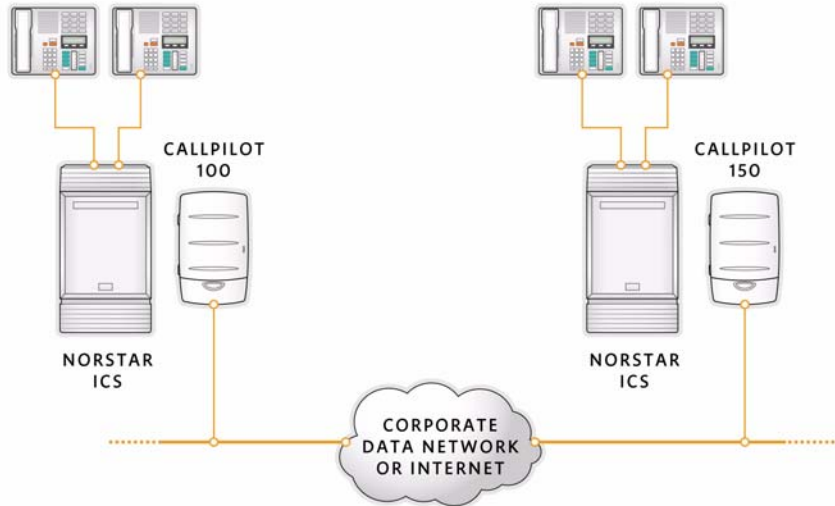 CALLPILOT
100
CALLPILOT
150
NORSTAR
ICS
NORSTAR
ICS
CORPORATE
DATA NETWORK
OR INTERNET